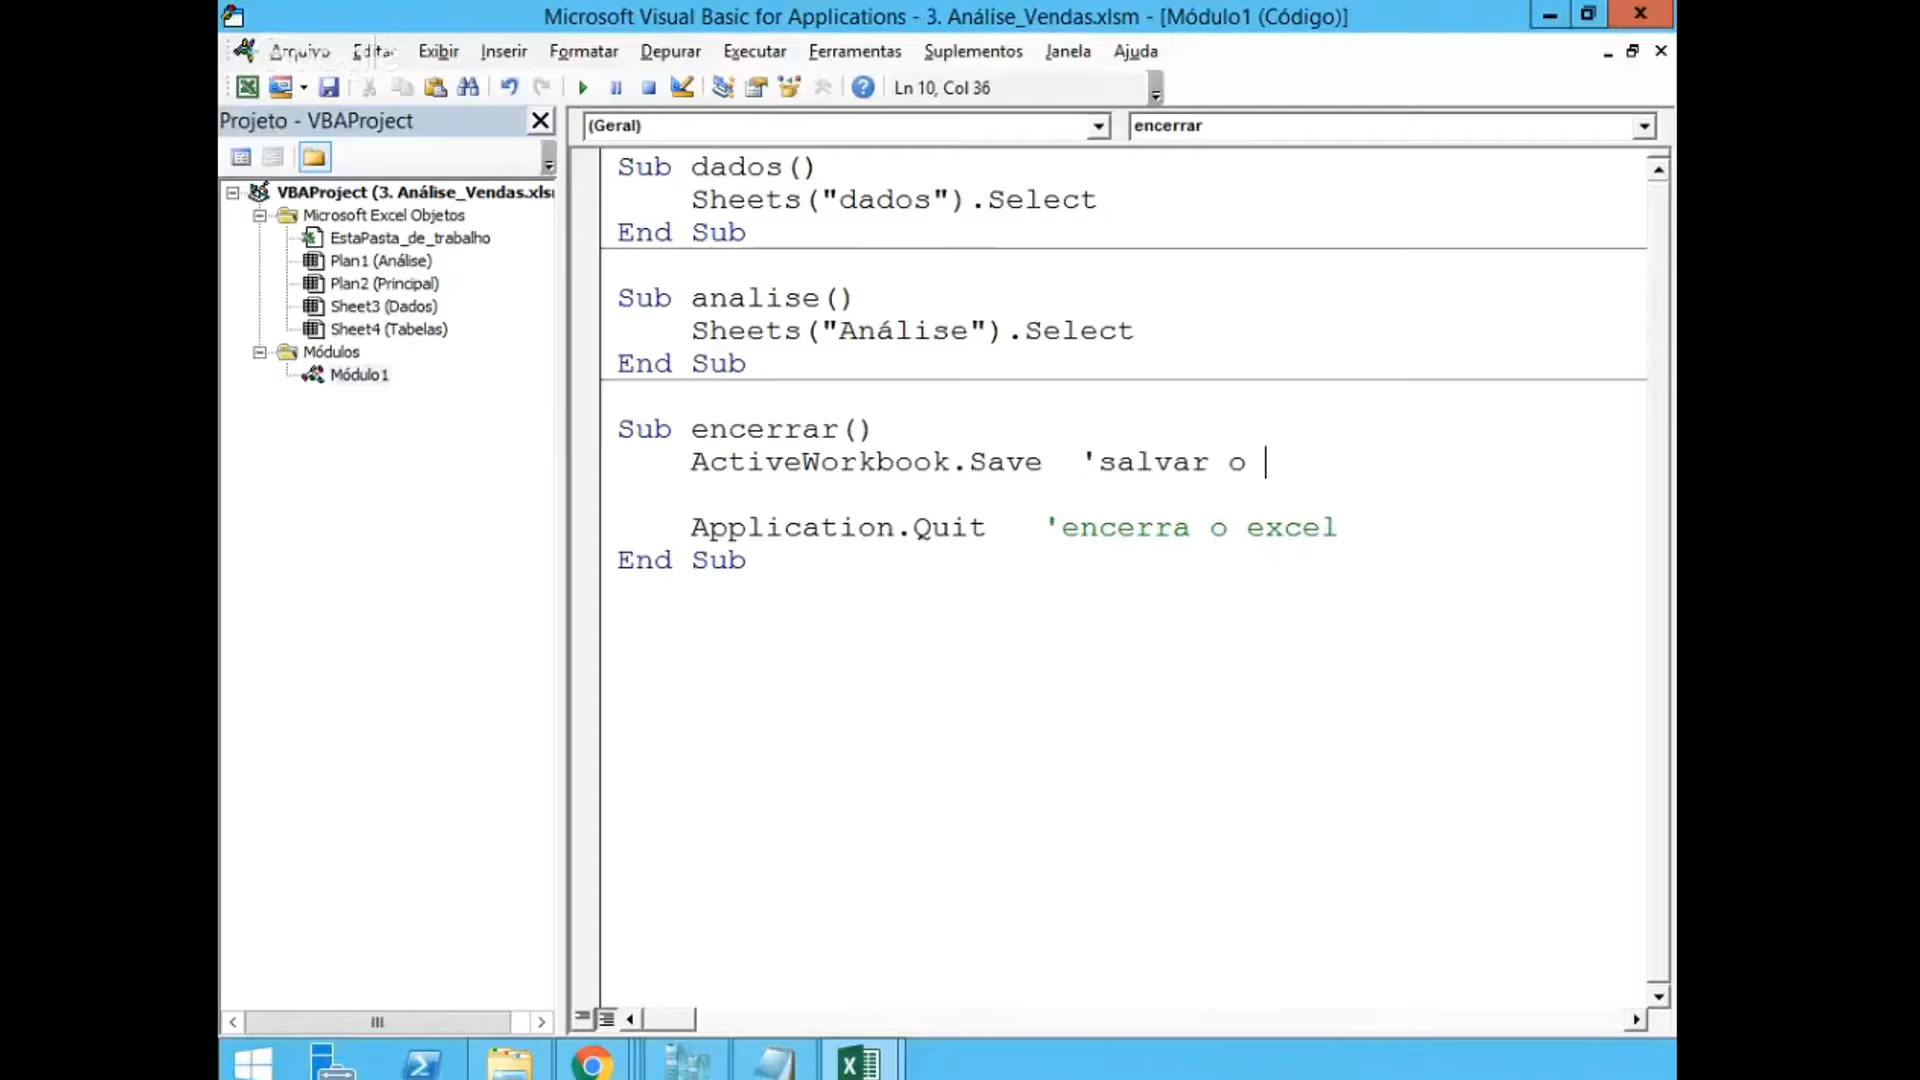 Microsoft Visual Basic for Applications - 3. Análise_Vendas.xlsm - [Módulo1 (Código)]
Arquivo Editar Exibir Inserir Formatar Depurar Executar Ferramentas Suplementos Janela Ajuda
Ln 10, Col 36
Projeto - VBAProject
(Geral)
encerrar
VBAProject (3. Análise_Vendas.xls
Microsoft Excel Objetos
EstaPasta_de_trabalho
Plan1 (Análise)
Plan2 (Principal)
Sheet3 (Dados)
Sheet4 (Tabelas)
Módulos
Módulo1
Sub dados()
Sheets("dados").Select
End Sub
Sub analise()
Sheets("Análise").Select
End Sub
Sub encerrar()
ActiveWorkbook.Save 'salvar o
Application.Quit 'encerra o excel
End Sub